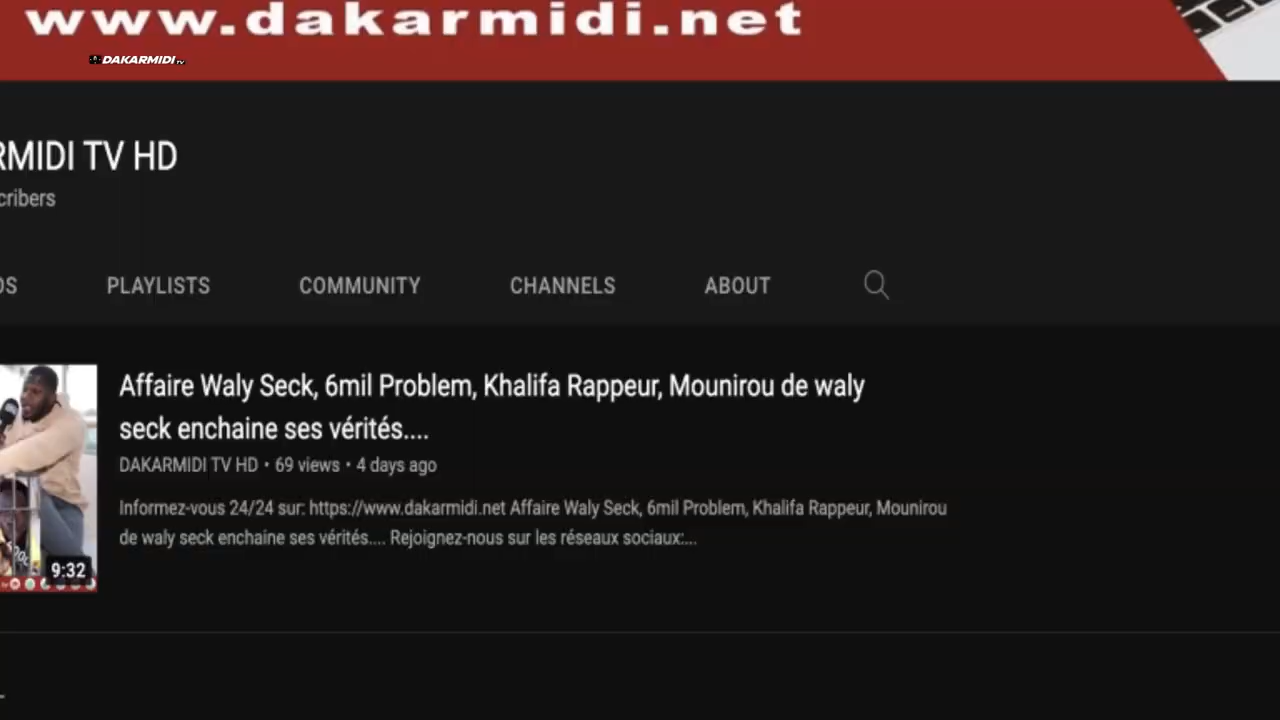 www.dakarmidi.net
DAKARMIDI TV
RMIDI TV HD
cribers
OS
PLAYLISTS
COMMUNITY
CHANNELS
ABOUT
Affaire Waly Seck, 6mil Problem, Khalifa Rappeur, Mounirou de waly
seck enchaine ses vérités....
DAKARMIDI TV HD • 69 views • 4 days ago
Informez-vous 24/24 sur: https://www.dakarmidi.net Affaire Waly Seck, 6mil Problem, Khalifa Rappeur, Mounirou
de waly seck enchaine ses vérités.... Rejoignez-nous sur les réseaux sociaux:...
9:32